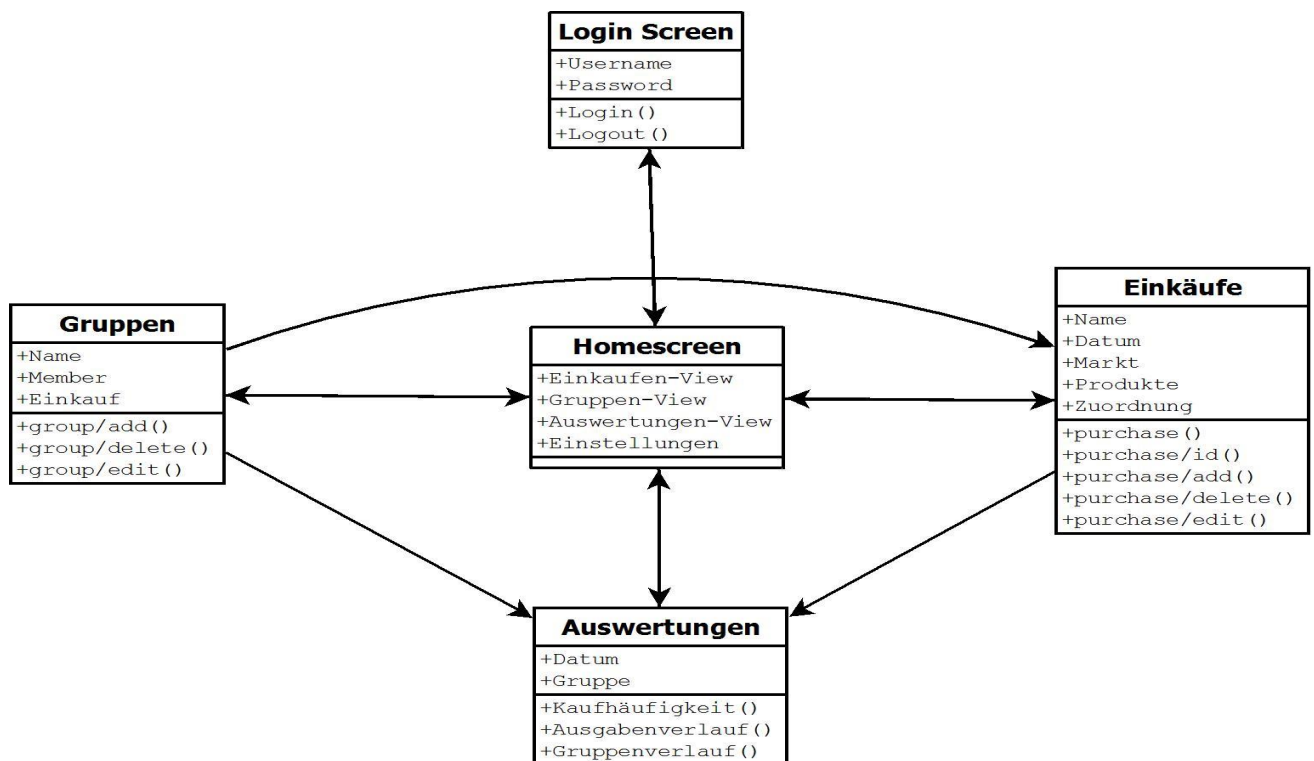 Login Screen
+Username
+Password
+Login()
+Logout()
Gruppen
+Name
+Member
+Einkauf
+group/add()
+group/delete()
+group/edit()
Homescreen
+Einkaufen-View
+Gruppen-View
+Auswertungen-View
+Einstellungen
Einkäufe
+Name
+Datum
+Markt
+Produkte
+Zuordnung
+purchase()
+purchase/id()
+purchase/add()
+purchase/delete()
+purchase/edit()
Auswertungen
+Datum
+Gruppe
+Kaufhäufigkeit()
+Ausgabenverlauf()
+Gruppenverlauf()